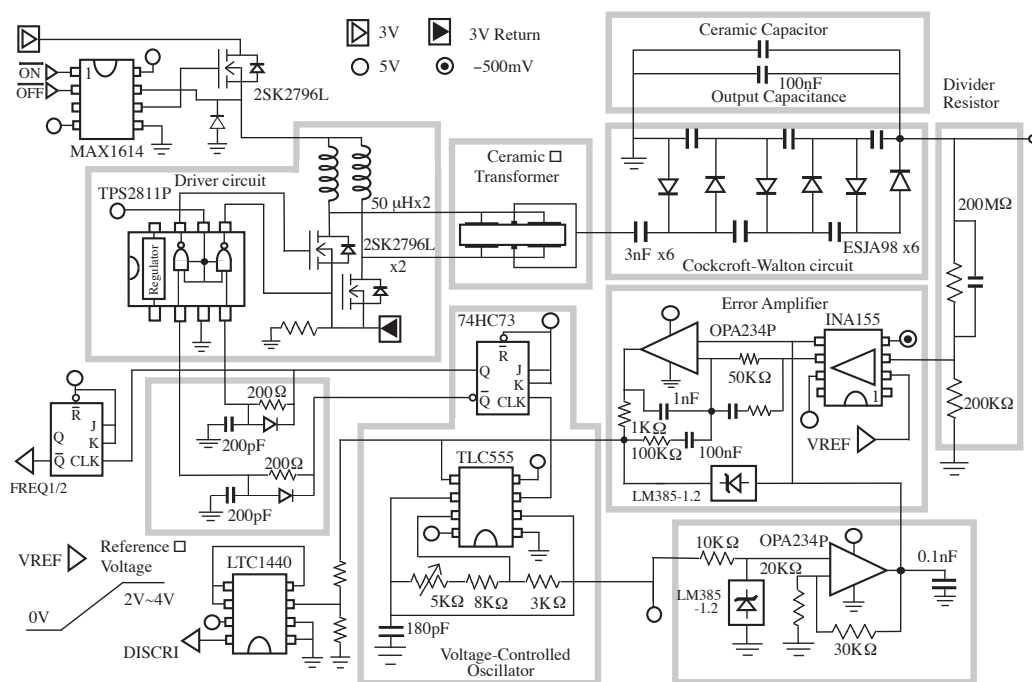 3V
3V Return
5V
−500mV
ON
OFF
1
2SK2796L
MAX1614
Ceramic Capacitor
100nF
Output Capacitance
Divider
Resistor
Driver circuit
TPS2811P
Regulator
50 μHx2
2SK2796L
x2
Ceramic
Transformer
3nF x6
ESJA98 x6
Cockcroft-Walton circuit
200MΩ
200KΩ
Error Amplifier
OPA234P
INA155
50KΩ
1nF
1KΩ
100KΩ
100nF
1
VREF
LM385-1.2
74HC73
R
Q
J
K
Q
CLK
200Ω
200pF
200Ω
200pF
R
Q
J
K
Q
CLK
FREQ1/2
TLC555
5KΩ
8KΩ
3KΩ
180pF
Voltage-Controlled
Oscillator
VREF
Reference
Voltage
2V~4V
0V
LTC1440
DISCRI
10KΩ
OPA234P
20KΩ
LM385
-1.2
0.1nF
30KΩ